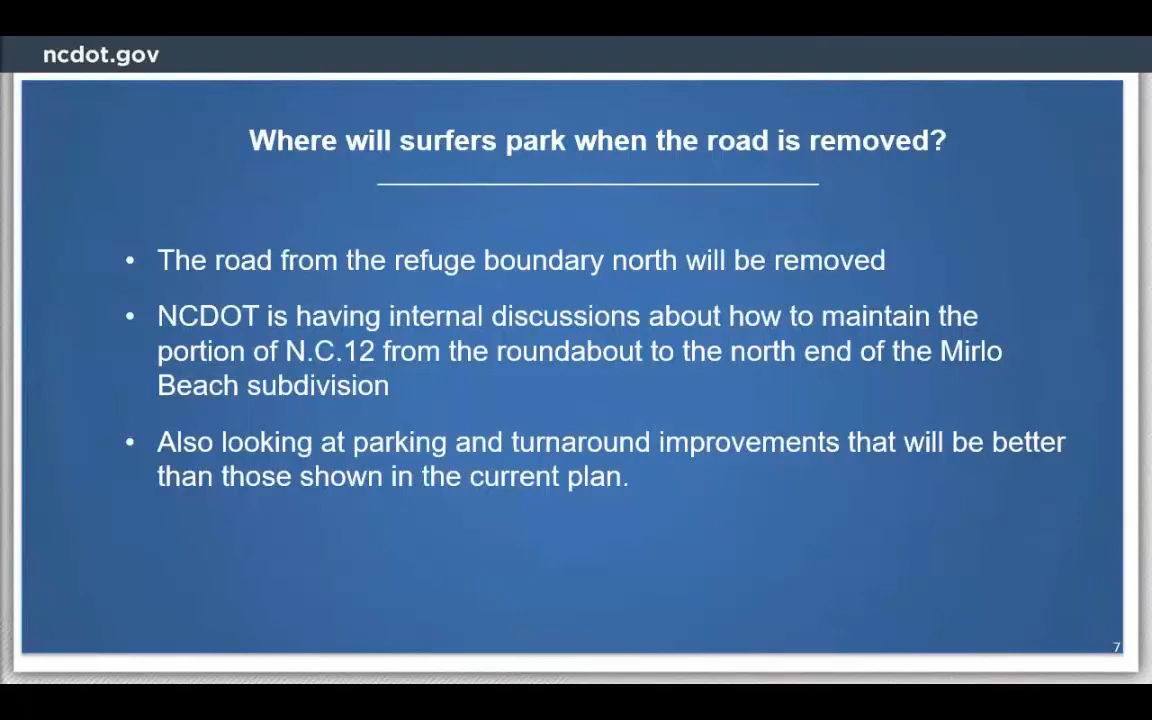 ncdot.gov
Where will surfers park when the road is removed?
• The road from the refuge boundary north will be removed
• NCDOT is having internal discussions about how to maintain the
portion of N.C.12 from the roundabout to the north end of the Mirlo
Beach subdivision
• Also looking at parking and turnaround improvements that will be better
than those shown in the current plan.
7